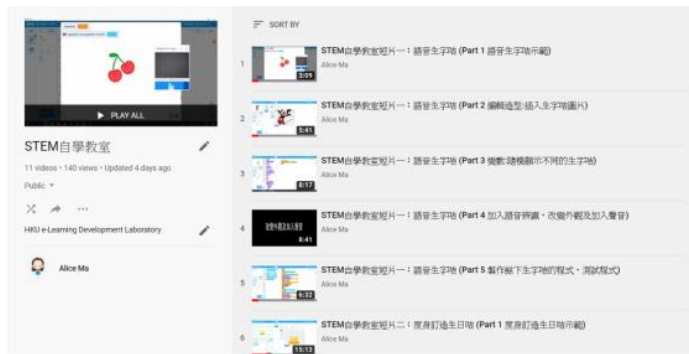 PLAY ALL
STEM自學教室
11 videos • 140 views • Updated 4 days ago
Public
HKU e-Learning Development Laboratory
Alice Ma
SORT BY
1
STEM自學教室短片一：語音生字咭 (Part 1 語音生字咭示範)
Alice Ma
3:09
2
STEM自學教室短片一：語音生字咭 (Part 2 編輯造型:插入生字咭圖片)
Alice Ma
5:41
3
STEM自學教室短片一：語音生字咭 (Part 3 變數:隨機顯示不同的生字咭)
Alice Ma
8:17
4
改變外觀及加入聲音
STEM自學教室短片一：語音生字咭 (Part 4 加入語音辨識，改變外觀及加入聲音)
Alice Ma
8:41
5
STEM自學教室短片一：語音生字咭 (Part 5 製作餘下生字咭的程式，測試程式)
Alice Ma
6:32
6
STEM自學教室短片二：度身訂造生日咭 (Part 1 度身訂造生日咭示範)
Alice Ma
15:13